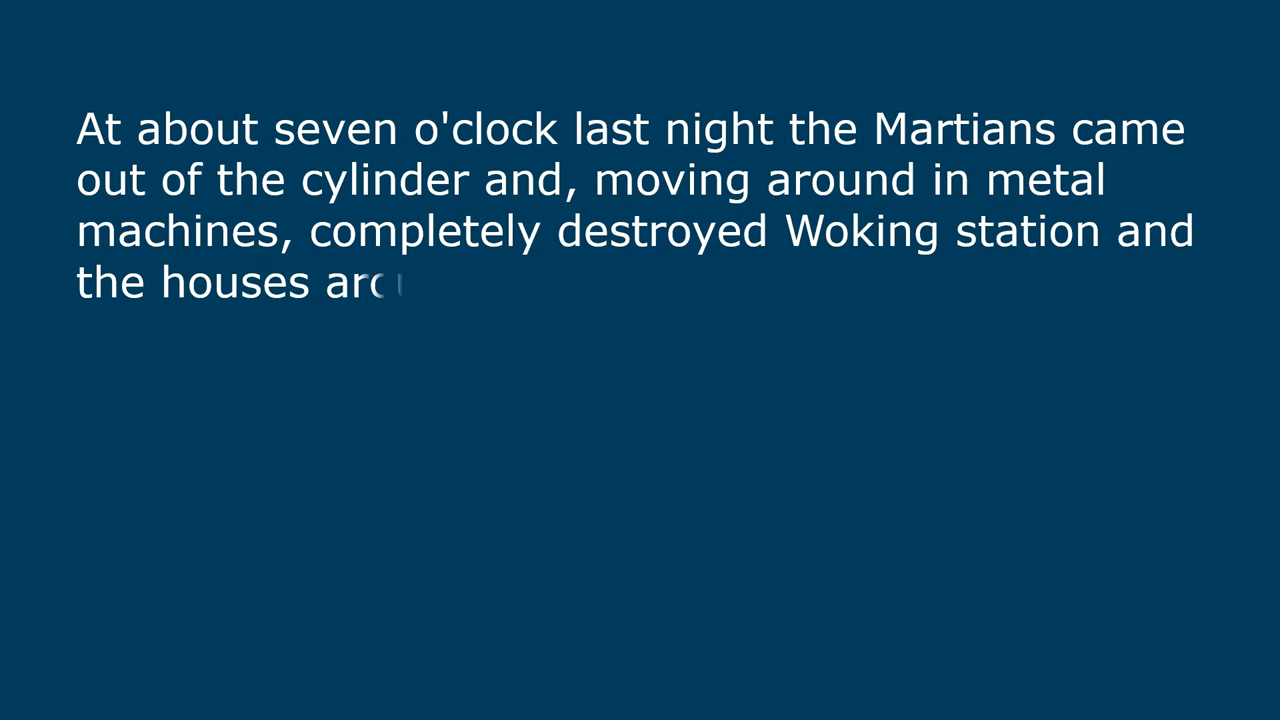 At about seven o'clock last night the Martians came
out of the cylinder and, moving around in metal
machines, completely destroyed Woking station and
the houses